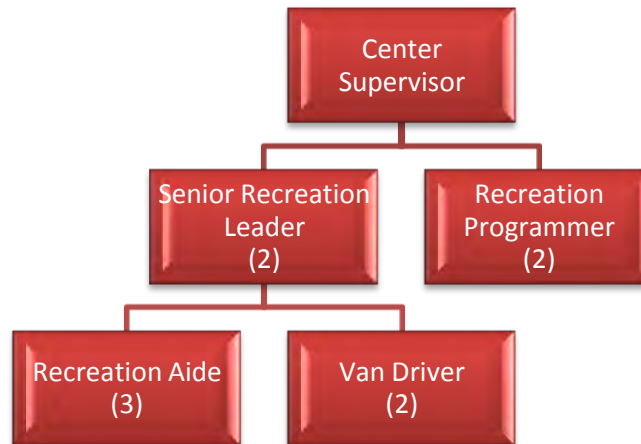 Center
Supervisor
Senior Recreation
Leader
(2)
Recreation
Programmer
(2)
Recreation Aide
(3)
Van Driver
(2)